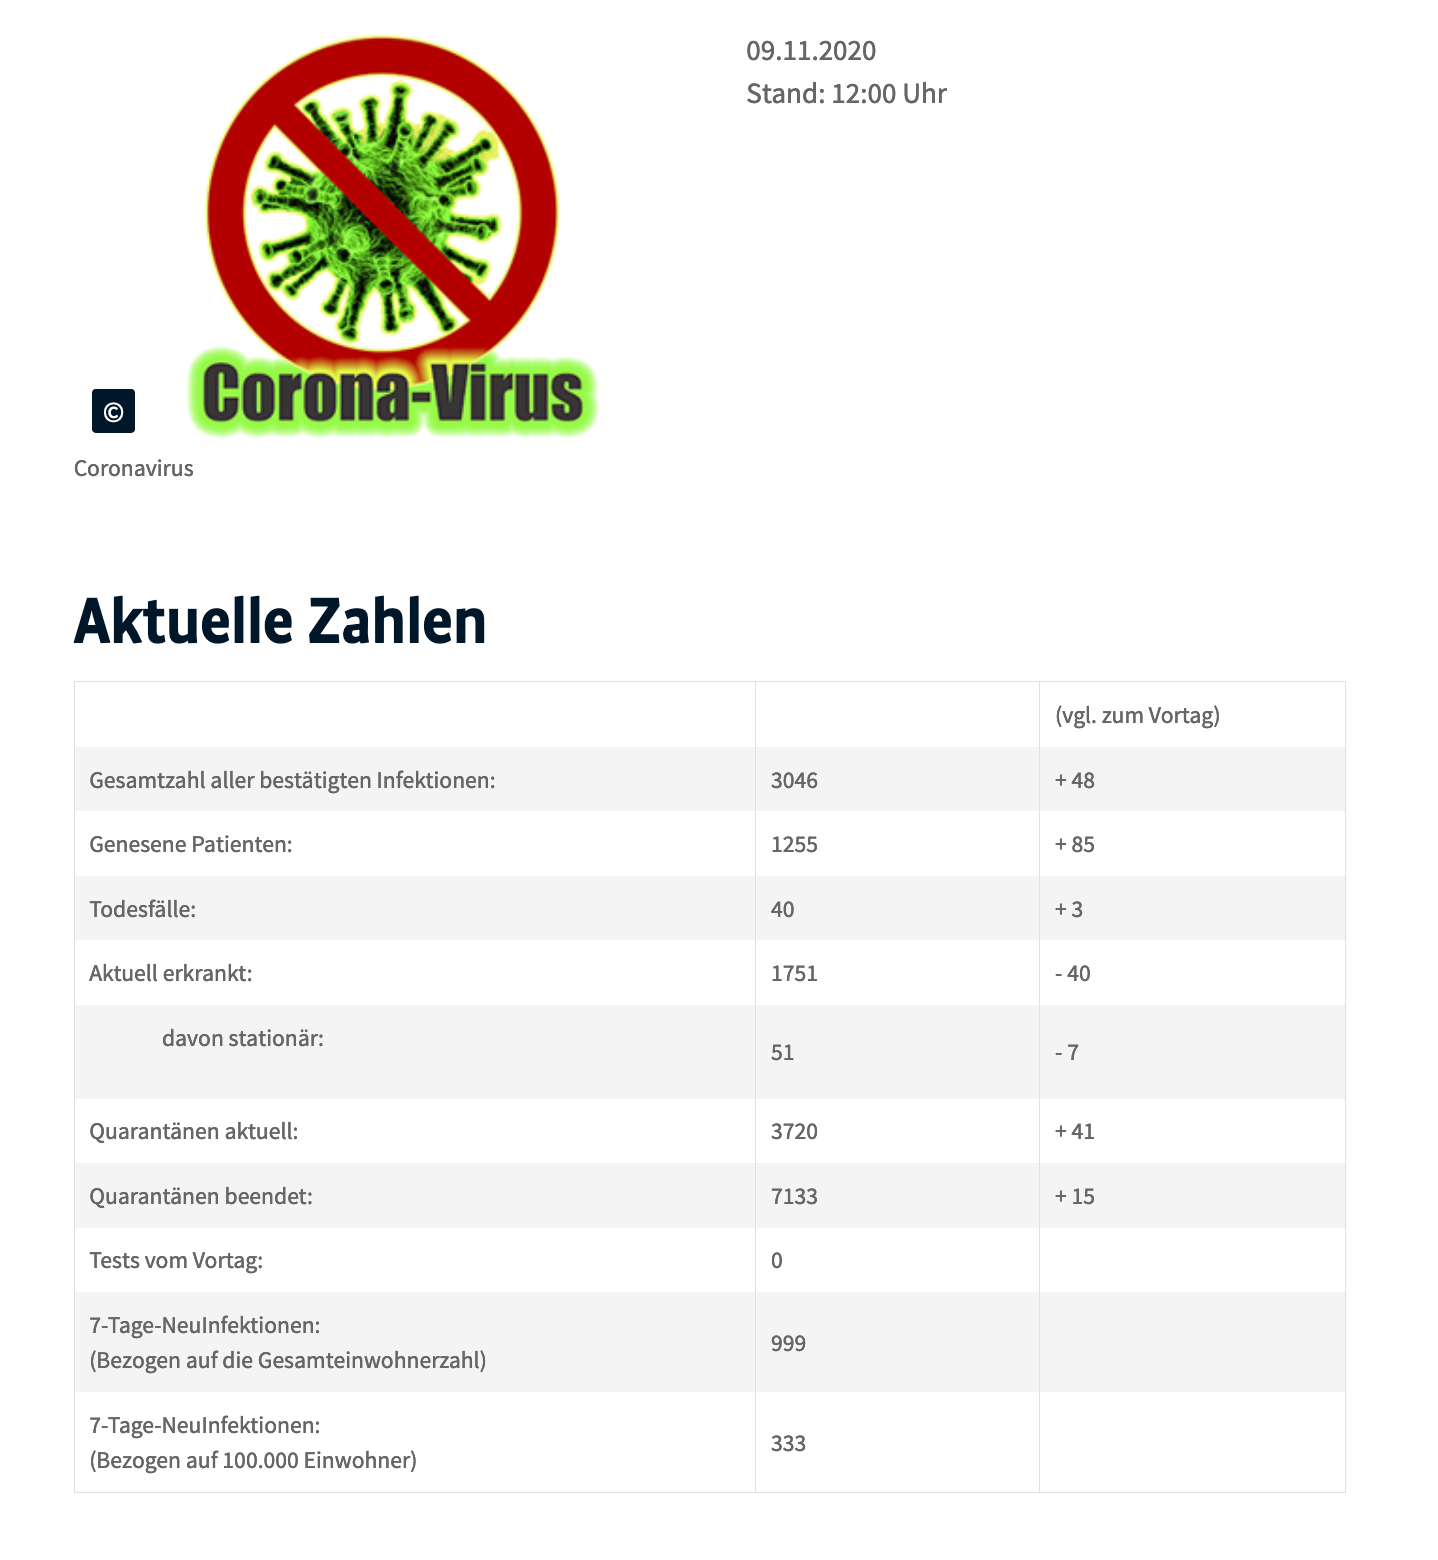 09.11.2020
Stand: 12:00 Uhr
Corona-Virus
©
Coronavirus
Aktuelle Zahlen
(vgl. zum Vortag)
Gesamtzahl aller bestätigten Infektionen: 3046 + 48
Genesene Patienten: 1255 + 85
Todesfälle: 40 + 3
Aktuell erkrankt: 1751 - 40
davon stationär: 51 - 7
Quarantänen aktuell: 3720 + 41
Quarantänen beendet: 7133 + 15
Tests vom Vortag: 0
7-Tage-NeuInfektionen:
(Bezogen auf die Gesamteinwohnerzahl) 999
7-Tage-NeuInfektionen:
(Bezogen auf 100.000 Einwohner) 333